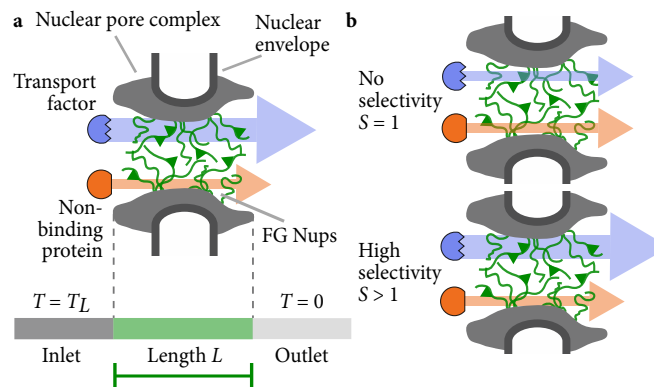 a
Nuclear pore complex
Nuclear
envelope
Transport
factor
Non-
binding
protein
FG Nups
T = T_L
T = 0
Inlet
Length L
Outlet
b
No
selectivity
S = 1
High
selectivity
S > 1